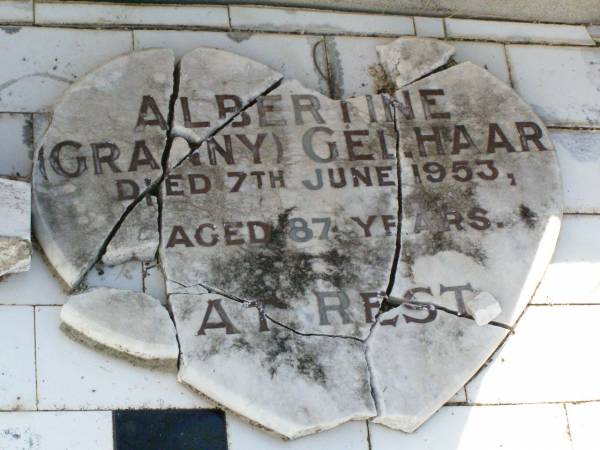 ALBERTINE
(GRANNY) GELHAAR
DIED 7TH JUNE 1953,
AGED 87 YEARS.
AT REST